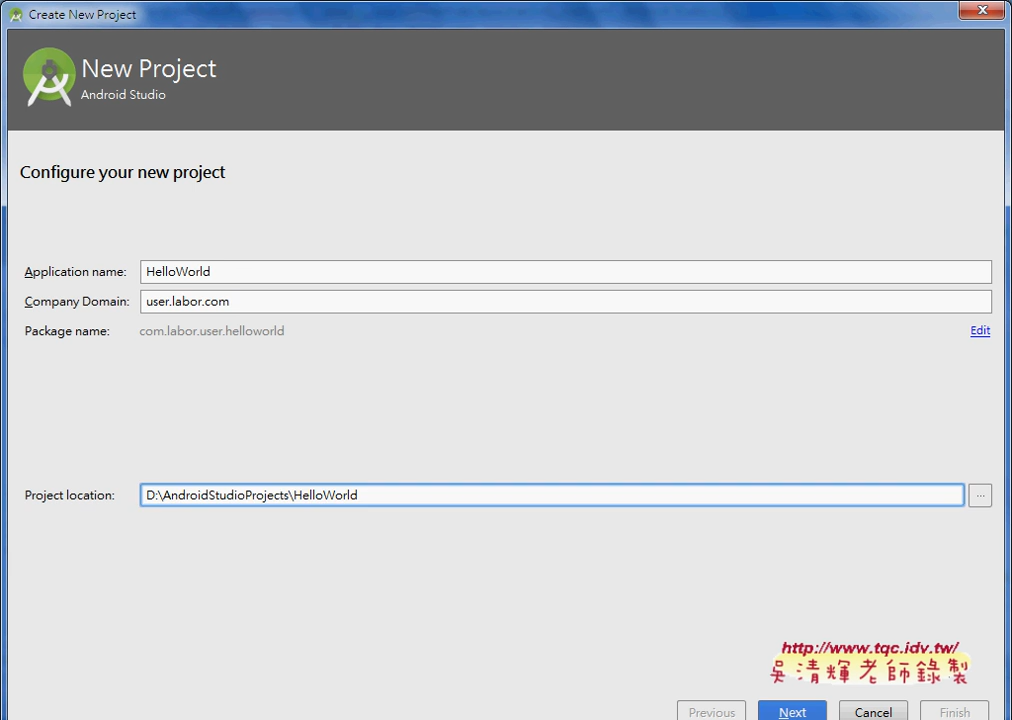 Create New Project
New Project
Android Studio
Configure your new project
Application name: HelloWorld
Company Domain: user.labor.com
Package name: com.labor.user.helloworld Edit
Project location: D:\AndroidStudioProjects\HelloWorld ...
http://www.tqc.idv.tw/
吳清輝老師錄製
Previous Next Cancel Finish